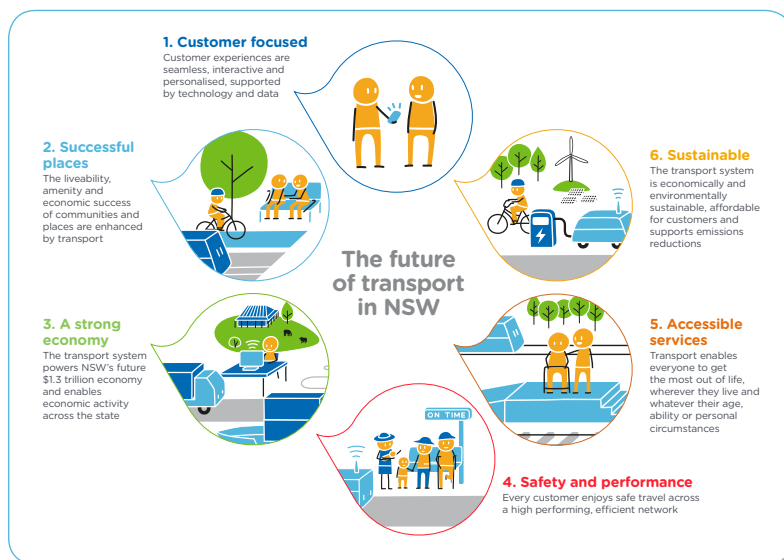 1. Customer focused
Customer experiences are
seamless, interactive and
personalised, supported
by technology and data
2. Successful
places
The liveability,
amenity and
economic success
of communities and
places are enhanced
by transport
3. A strong
economy
The transport system
powers NSW's future
$1.3 trillion economy
and enables
economic activity
across the state
The future
of transport
in NSW
ON TIME
4. Safety and performance
Every customer enjoys safe travel across
a high performing, efficient network
5. Accessible
services
Transport enables
everyone to get
the most out of life,
wherever they live and
whatever their age,
ability or personal
circumstances
6. Sustainable
The transport system
is economically and
environmentally
sustainable, affordable
for customers and
supports emissions
reductions